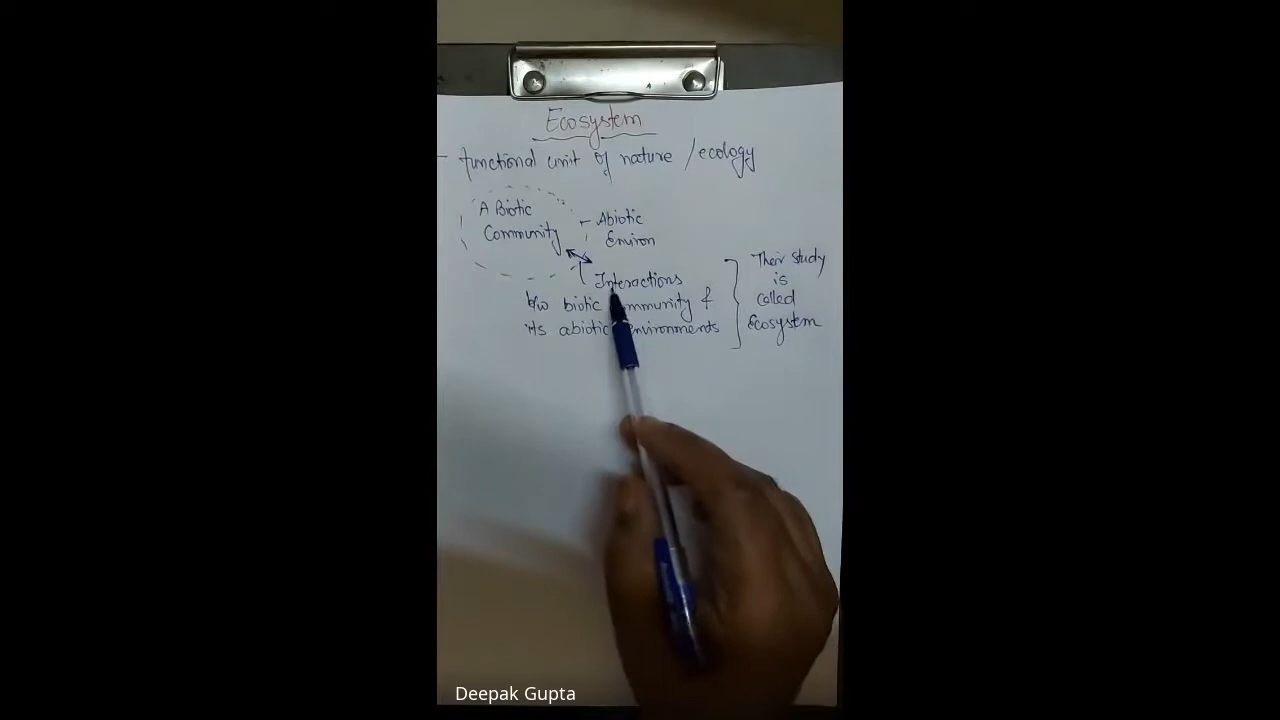 Ecosystem
- functional unit of nature / ecology
A Biotic
Community
- Abiotic
Environ
Interactions
b/w biotic community &
its abiotic environments
Their study
is
called
Ecosystem
Deepak Gupta